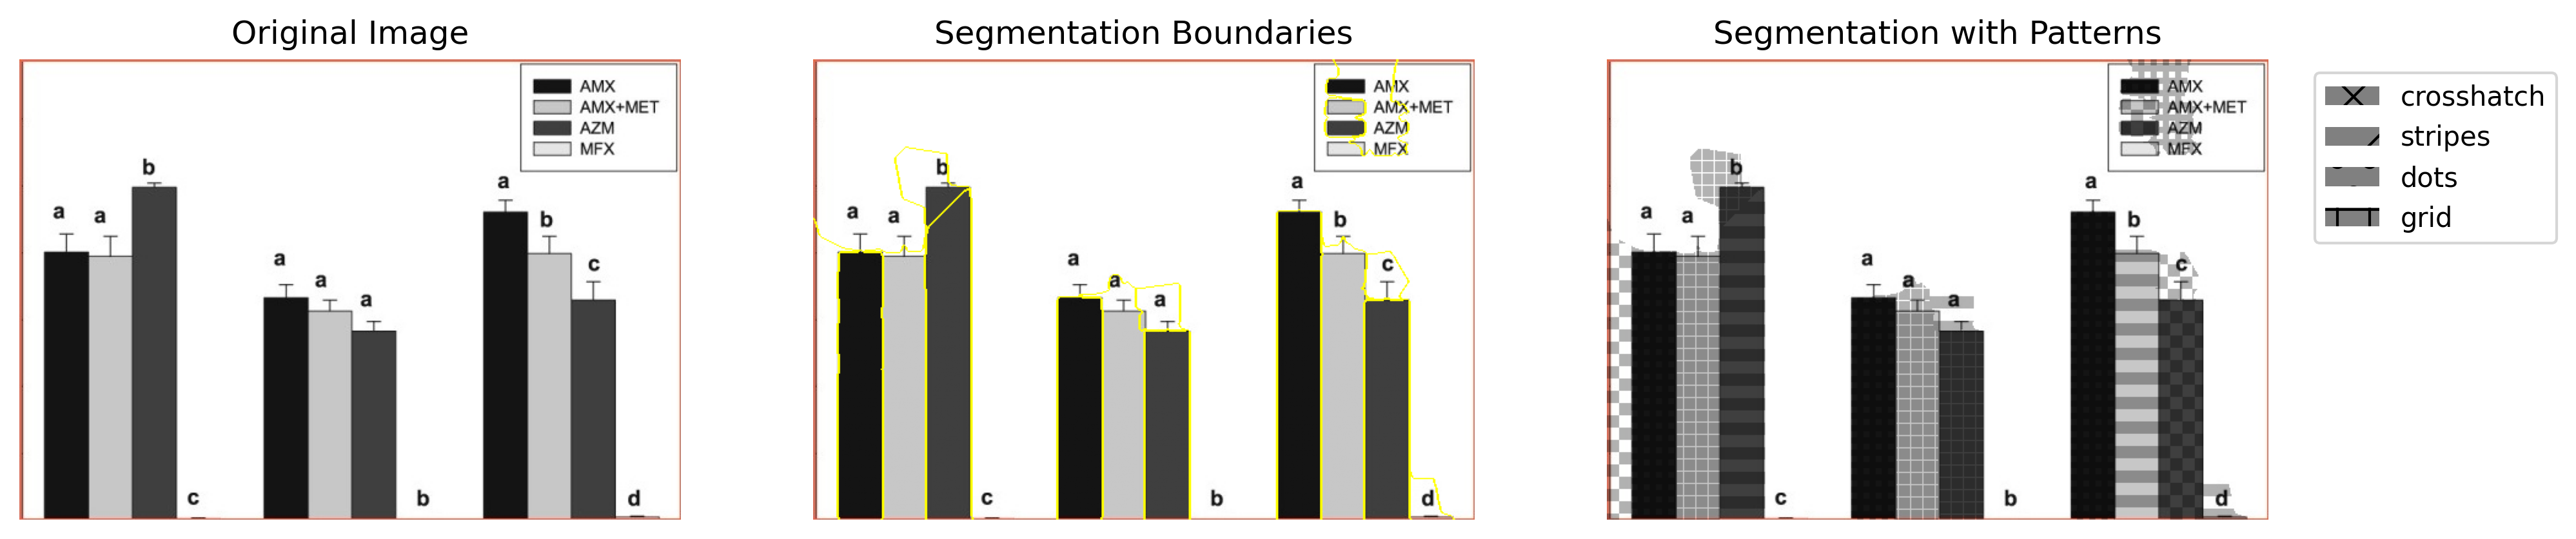 Original Image
AMX
AMX+MET
AZM
MFX
b
a
a
a
b
a
a
a
c
c
b
d
Segmentation Boundaries
AMX
AMX+MET
AZM
MFX
b
a
a
a
b
a
a
a
c
c
b
d
Segmentation with Patterns
AMX
AMX+MET
AZM
MFX
b
a
a
a
b
a
a
a
c
c
b
d
crosshatch
stripes
dots
grid